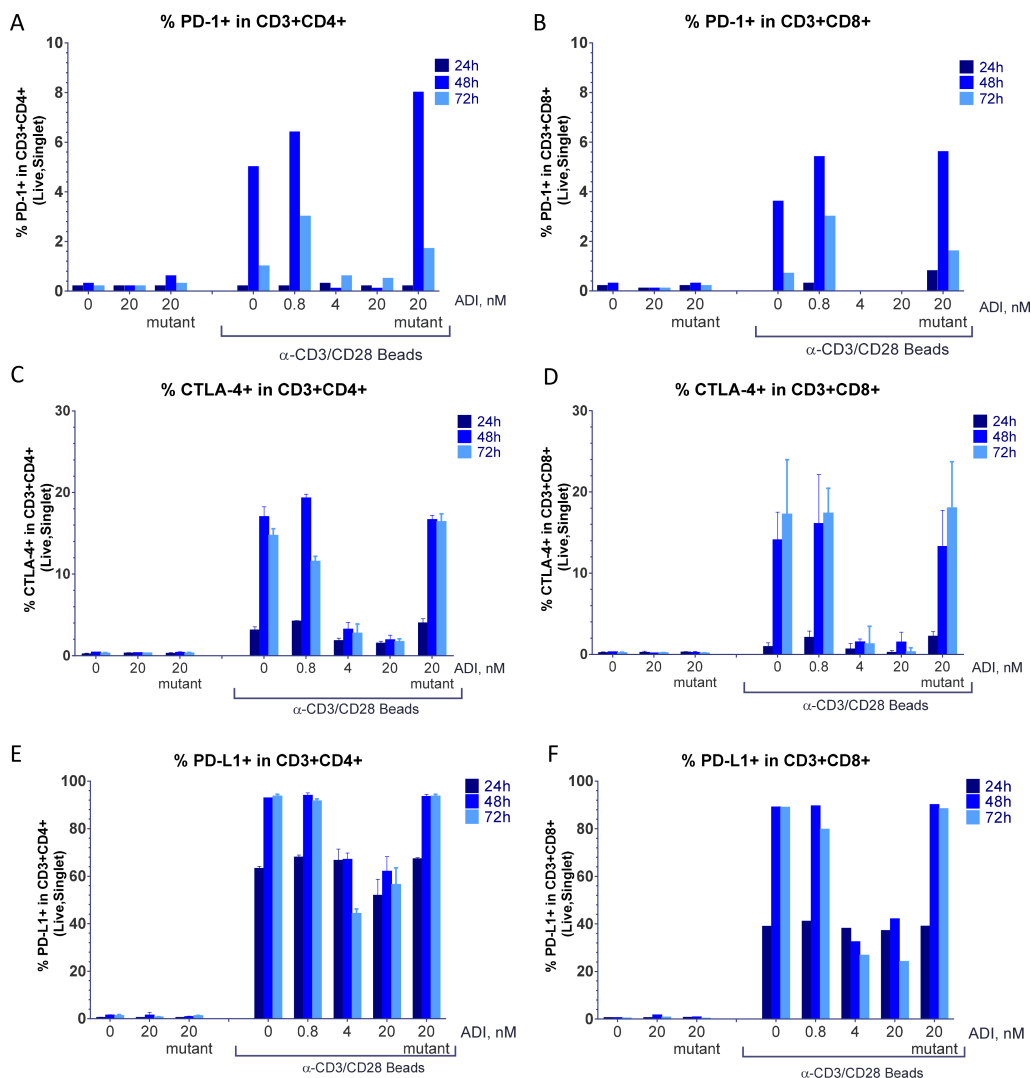 A
% PD-1+ in CD3+CD4+
% PD-1+ in CD3+CD4+
(Live,Singlet)
10
8
6
4
2
0
24h
48h
72h
0 20 20 0 0.8 4 20 20 ADI, nM
mutant mutant
α-CD3/CD28 Beads
B
% PD-1+ in CD3+CD8+
% PD-1+ in CD3+CD8+
(Live,Singlet)
10
8
6
4
2
0
24h
48h
72h
0 20 20 0 0.8 4 20 20 ADI, nM
mutant mutant
α-CD3/CD28 Beads
C
% CTLA-4+ in CD3+CD4+
% CTLA-4+ in CD3+CD4+
(Live,Singlet)
30
20
10
0
24h
48h
72h
0 20 20 0 0.8 4 20 20 ADI, nM
mutant mutant
α-CD3/CD28 Beads
D
% CTLA-4+ in CD3+CD8+
% CTLA-4+ in CD3+CD8+
(Live,Singlet)
30
20
10
0
24h
48h
72h
0 20 20 0 0.8 4 20 20 ADI, nM
mutant mutant
α-CD3/CD28 Beads
E
% PD-L1+ in CD3+CD4+
% PD-L1+ in CD3+CD4+
(Live,Singlet)
100
80
60
40
20
0
24h
48h
72h
0 20 20 0 0.8 4 20 20 ADI, nM
mutant mutant
α-CD3/CD28 Beads
F
% PD-L1+ in CD3+CD8+
% PD-L1+ in CD3+CD8+
(Live,Singlet)
100
80
60
40
20
0
24h
48h
72h
0 20 20 0 0.8 4 20 20 ADI, nM
mutant mutant
α-CD3/CD28 Beads